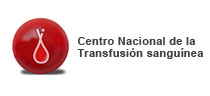 Centro Nacional de la
Transfusión sanguínea